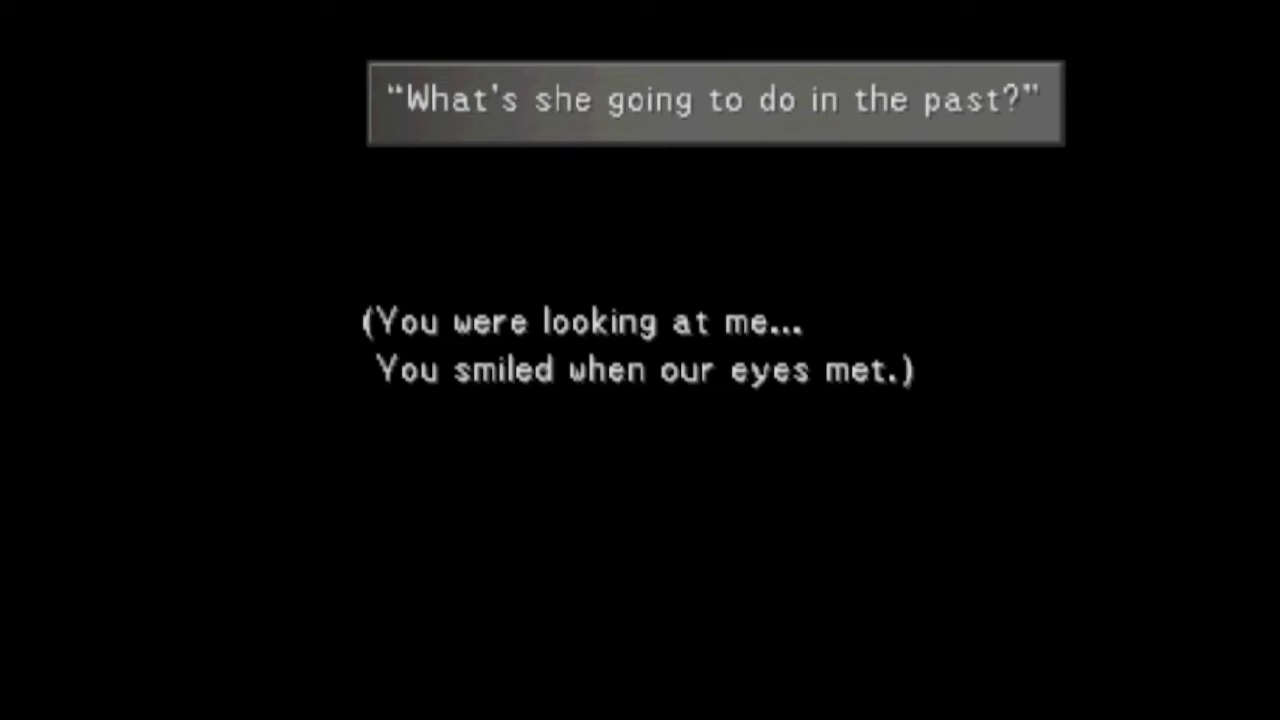 “What's she going to do in the past?”
(You were looking at me...
You smiled when our eyes met.)